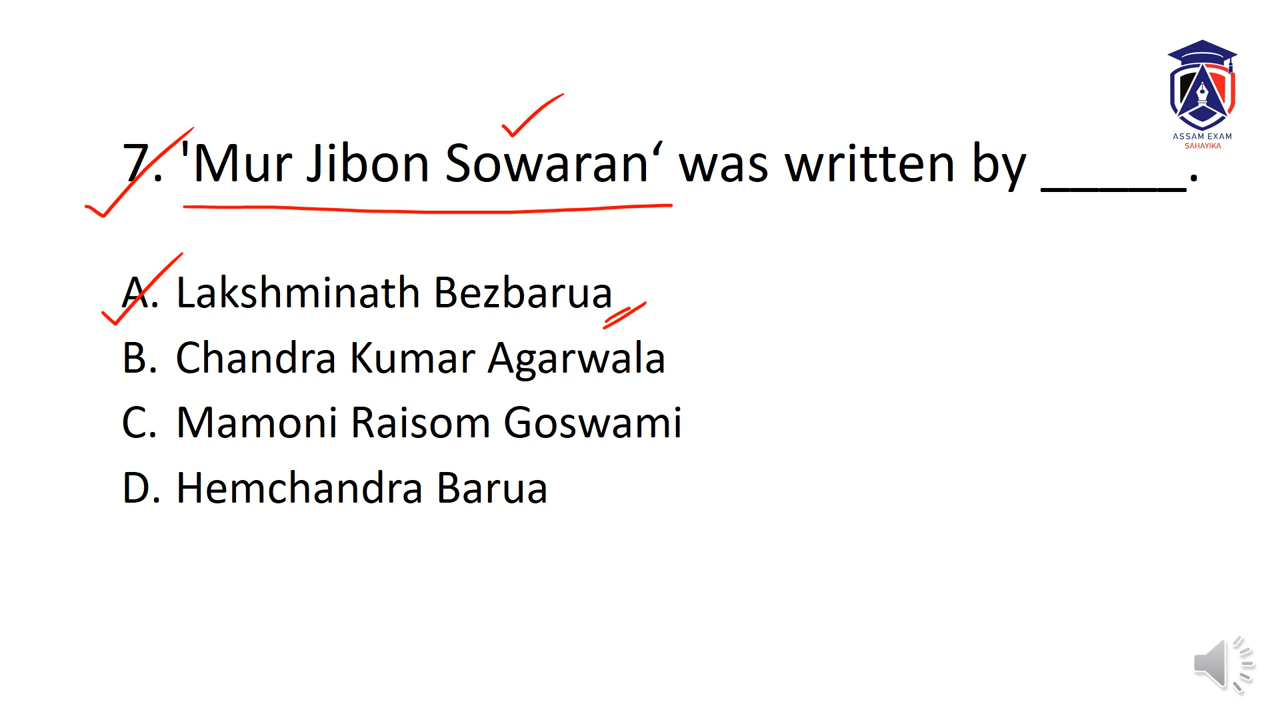 ASSAM EXAM
SAHAYIKA
7. 'Mur Jibon Sowaran‘ was written by _____.
A. Lakshminath Bezbarua
B. Chandra Kumar Agarwala
C. Mamoni Raisom Goswami
D. Hemchandra Barua